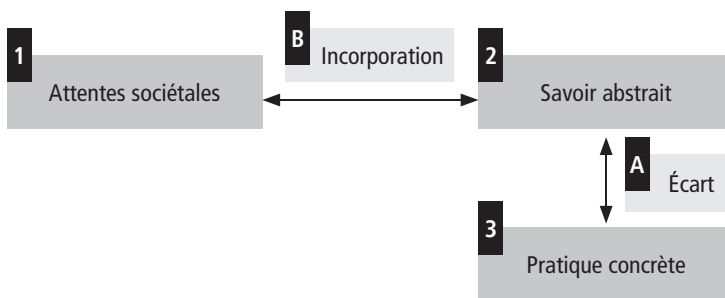 1
Attentes sociétales
B
Incorporation
2
Savoir abstrait
A
Écart
3
Pratique concrète